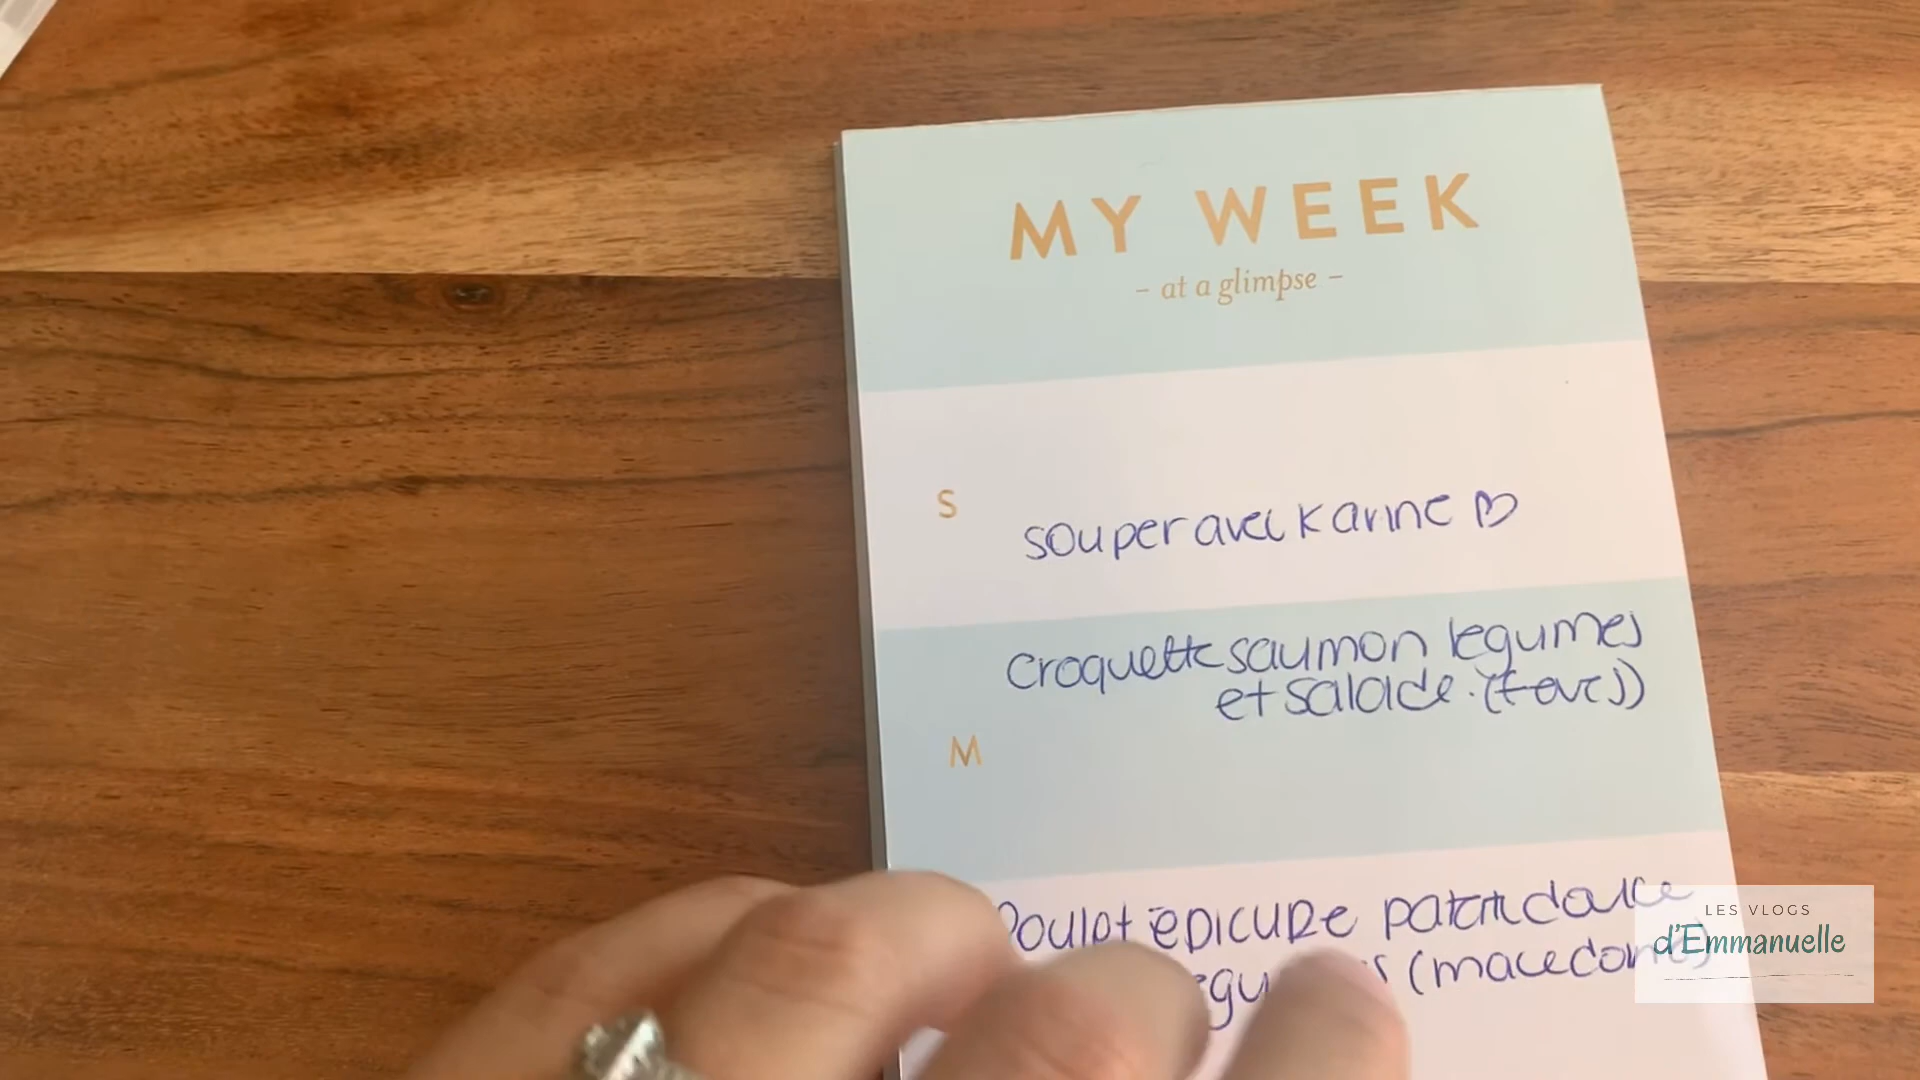 MY WEEK
- at a glimpse -
S
souper avec Karine
croquette saumon legumes
et salade. (feves)
M
Poulet épicure patate douce
(macedoine)
LES VLOGS
d'Emmanuelle